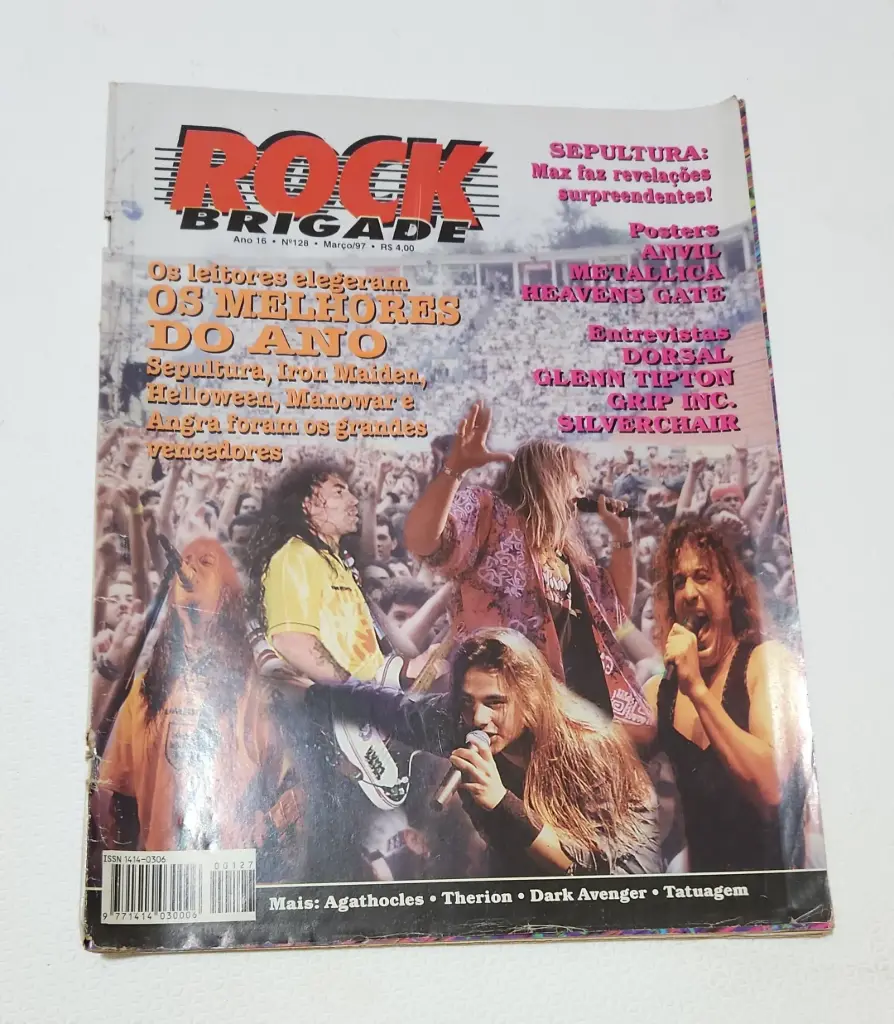 ROCK
BRIGADE
Ano 16 • Nº128 • Março/97 • R$ 4,00
SEPULTURA:
Max faz revelações
surpreendentes!
Posters
ANVIL
METALLICA
HEAVENS GATE
Entrevistas
DORSAL
GLENN TIPTON
GRIP INC.
SILVERCHAIR
Os leitores elegeram
OS MELHORES
DO ANO
Sepultura, Iron Maiden,
Helloween, Manowar e
Angra foram os grandes
vencedores
ISSN 1414-0306
00127
9 771414 030006
Mais: Agathocles • Therion • Dark Avenger • Tatuagem